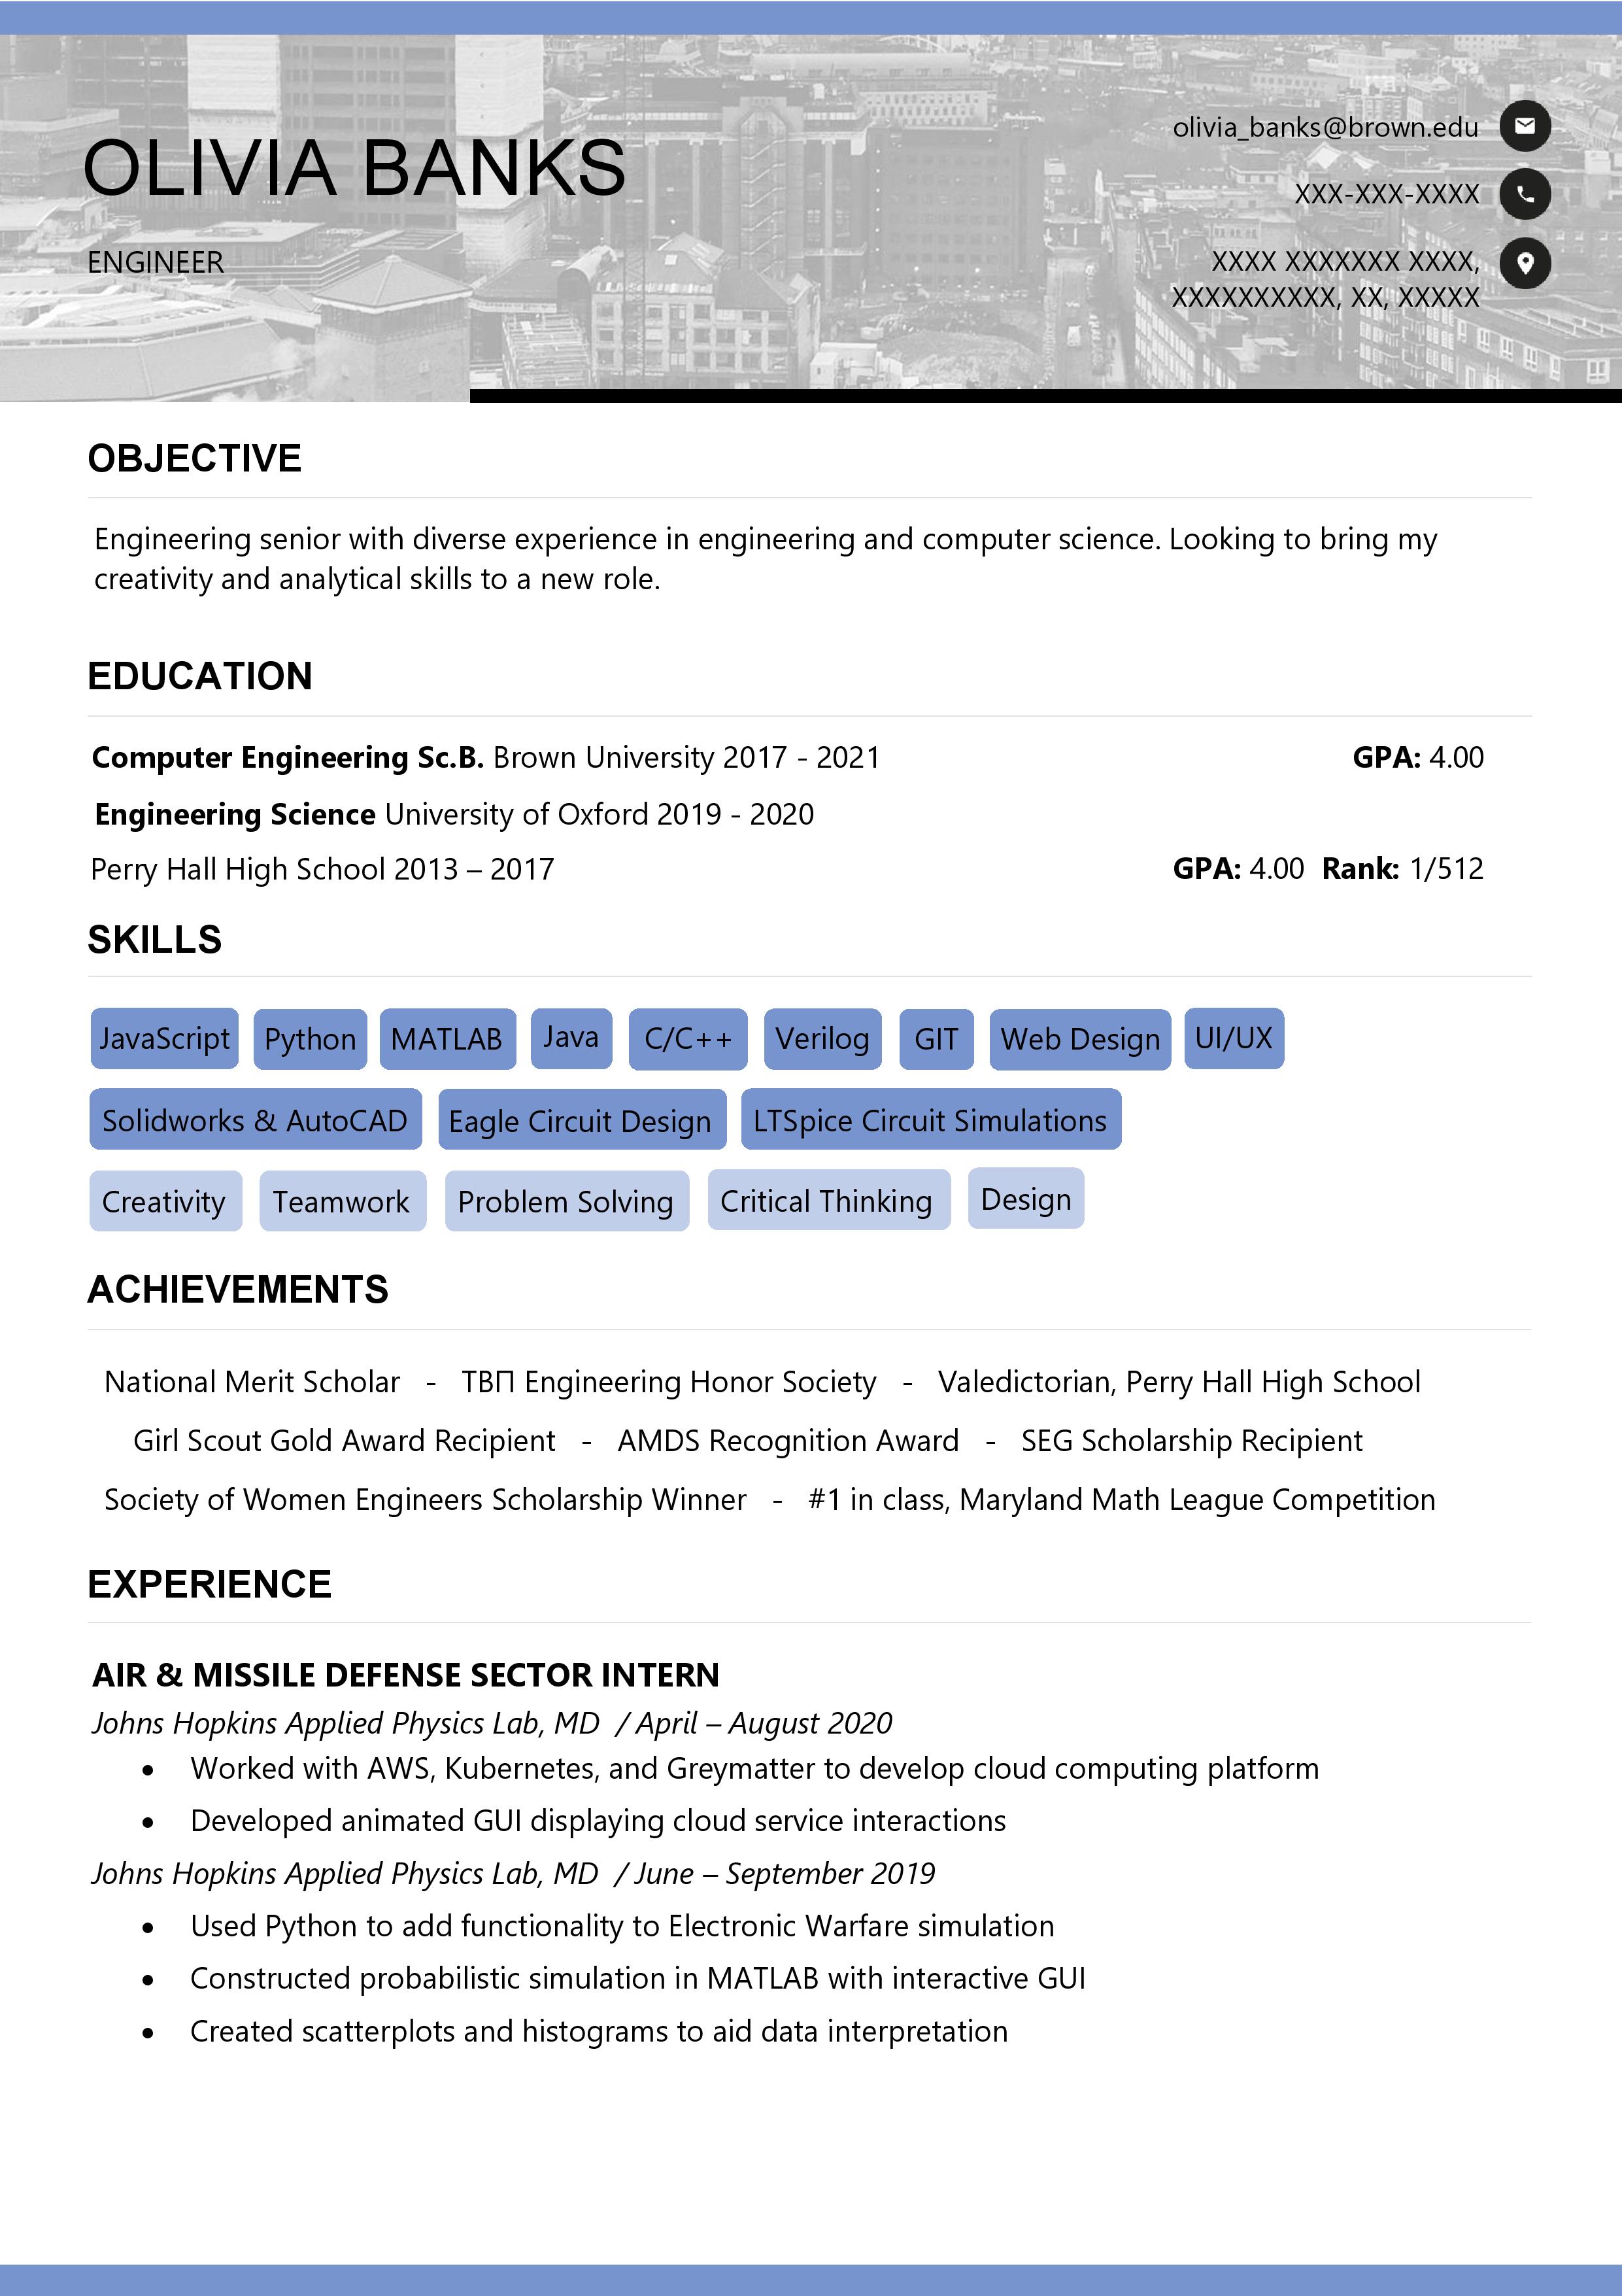 OLIVIA BANKS
ENGINEER
olivia_banks@brown.edu
XXX-XXX-XXXX
XXXX XXXXXXX XXXX,
XXXXXXXXXX, XX, XXXXX
OBJECTIVE
Engineering senior with diverse experience in engineering and computer science. Looking to bring my
creativity and analytical skills to a new role.
EDUCATION
Computer Engineering Sc.B. Brown University 2017 - 2021 GPA: 4.00
Engineering Science University of Oxford 2019 - 2020
Perry Hall High School 2013 – 2017 GPA: 4.00 Rank: 1/512
SKILLS
JavaScript Python MATLAB Java C/C++ Verilog GIT Web Design UI/UX
Solidworks & AutoCAD Eagle Circuit Design LTSpice Circuit Simulations
Creativity Teamwork Problem Solving Critical Thinking Design
ACHIEVEMENTS
National Merit Scholar - TBΠ Engineering Honor Society - Valedictorian, Perry Hall High School
Girl Scout Gold Award Recipient - AMDS Recognition Award - SEG Scholarship Recipient
Society of Women Engineers Scholarship Winner - #1 in class, Maryland Math League Competition
EXPERIENCE
AIR & MISSILE DEFENSE SECTOR INTERN
Johns Hopkins Applied Physics Lab, MD / April – August 2020
• Worked with AWS, Kubernetes, and Greymatter to develop cloud computing platform
• Developed animated GUI displaying cloud service interactions
Johns Hopkins Applied Physics Lab, MD / June – September 2019
• Used Python to add functionality to Electronic Warfare simulation
• Constructed probabilistic simulation in MATLAB with interactive GUI
• Created scatterplots and histograms to aid data interpretation